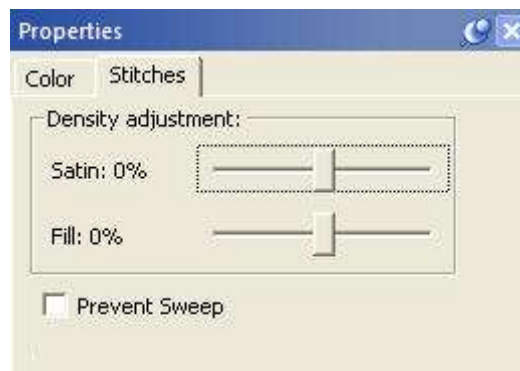 Properties
Color Stitches
Density adjustment:
Satin: 0%
Fill: 0%
Prevent Sweep